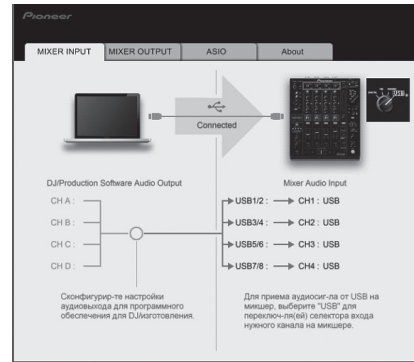 Pioneer
MIXER INPUT MIXER OUTPUT ASIO About
Connected
USB
DJ/Production Software Audio Output Mixer Audio Input
CH A : USB1/2 : CH1 : USB
CH B : USB3/4 : CH2 : USB
CH C : USB5/6 : CH3 : USB
CH D : USB7/8 : CH4 : USB
Сконфигурир-те настройки
аудиовыхода для программного
обеспечения для DJ/изготовления.
Для приема аудиосиг-ла от USB на
микшер, выберите "USB" для
переключ-ля(ей) селектора входа
нужного канала на микшере.